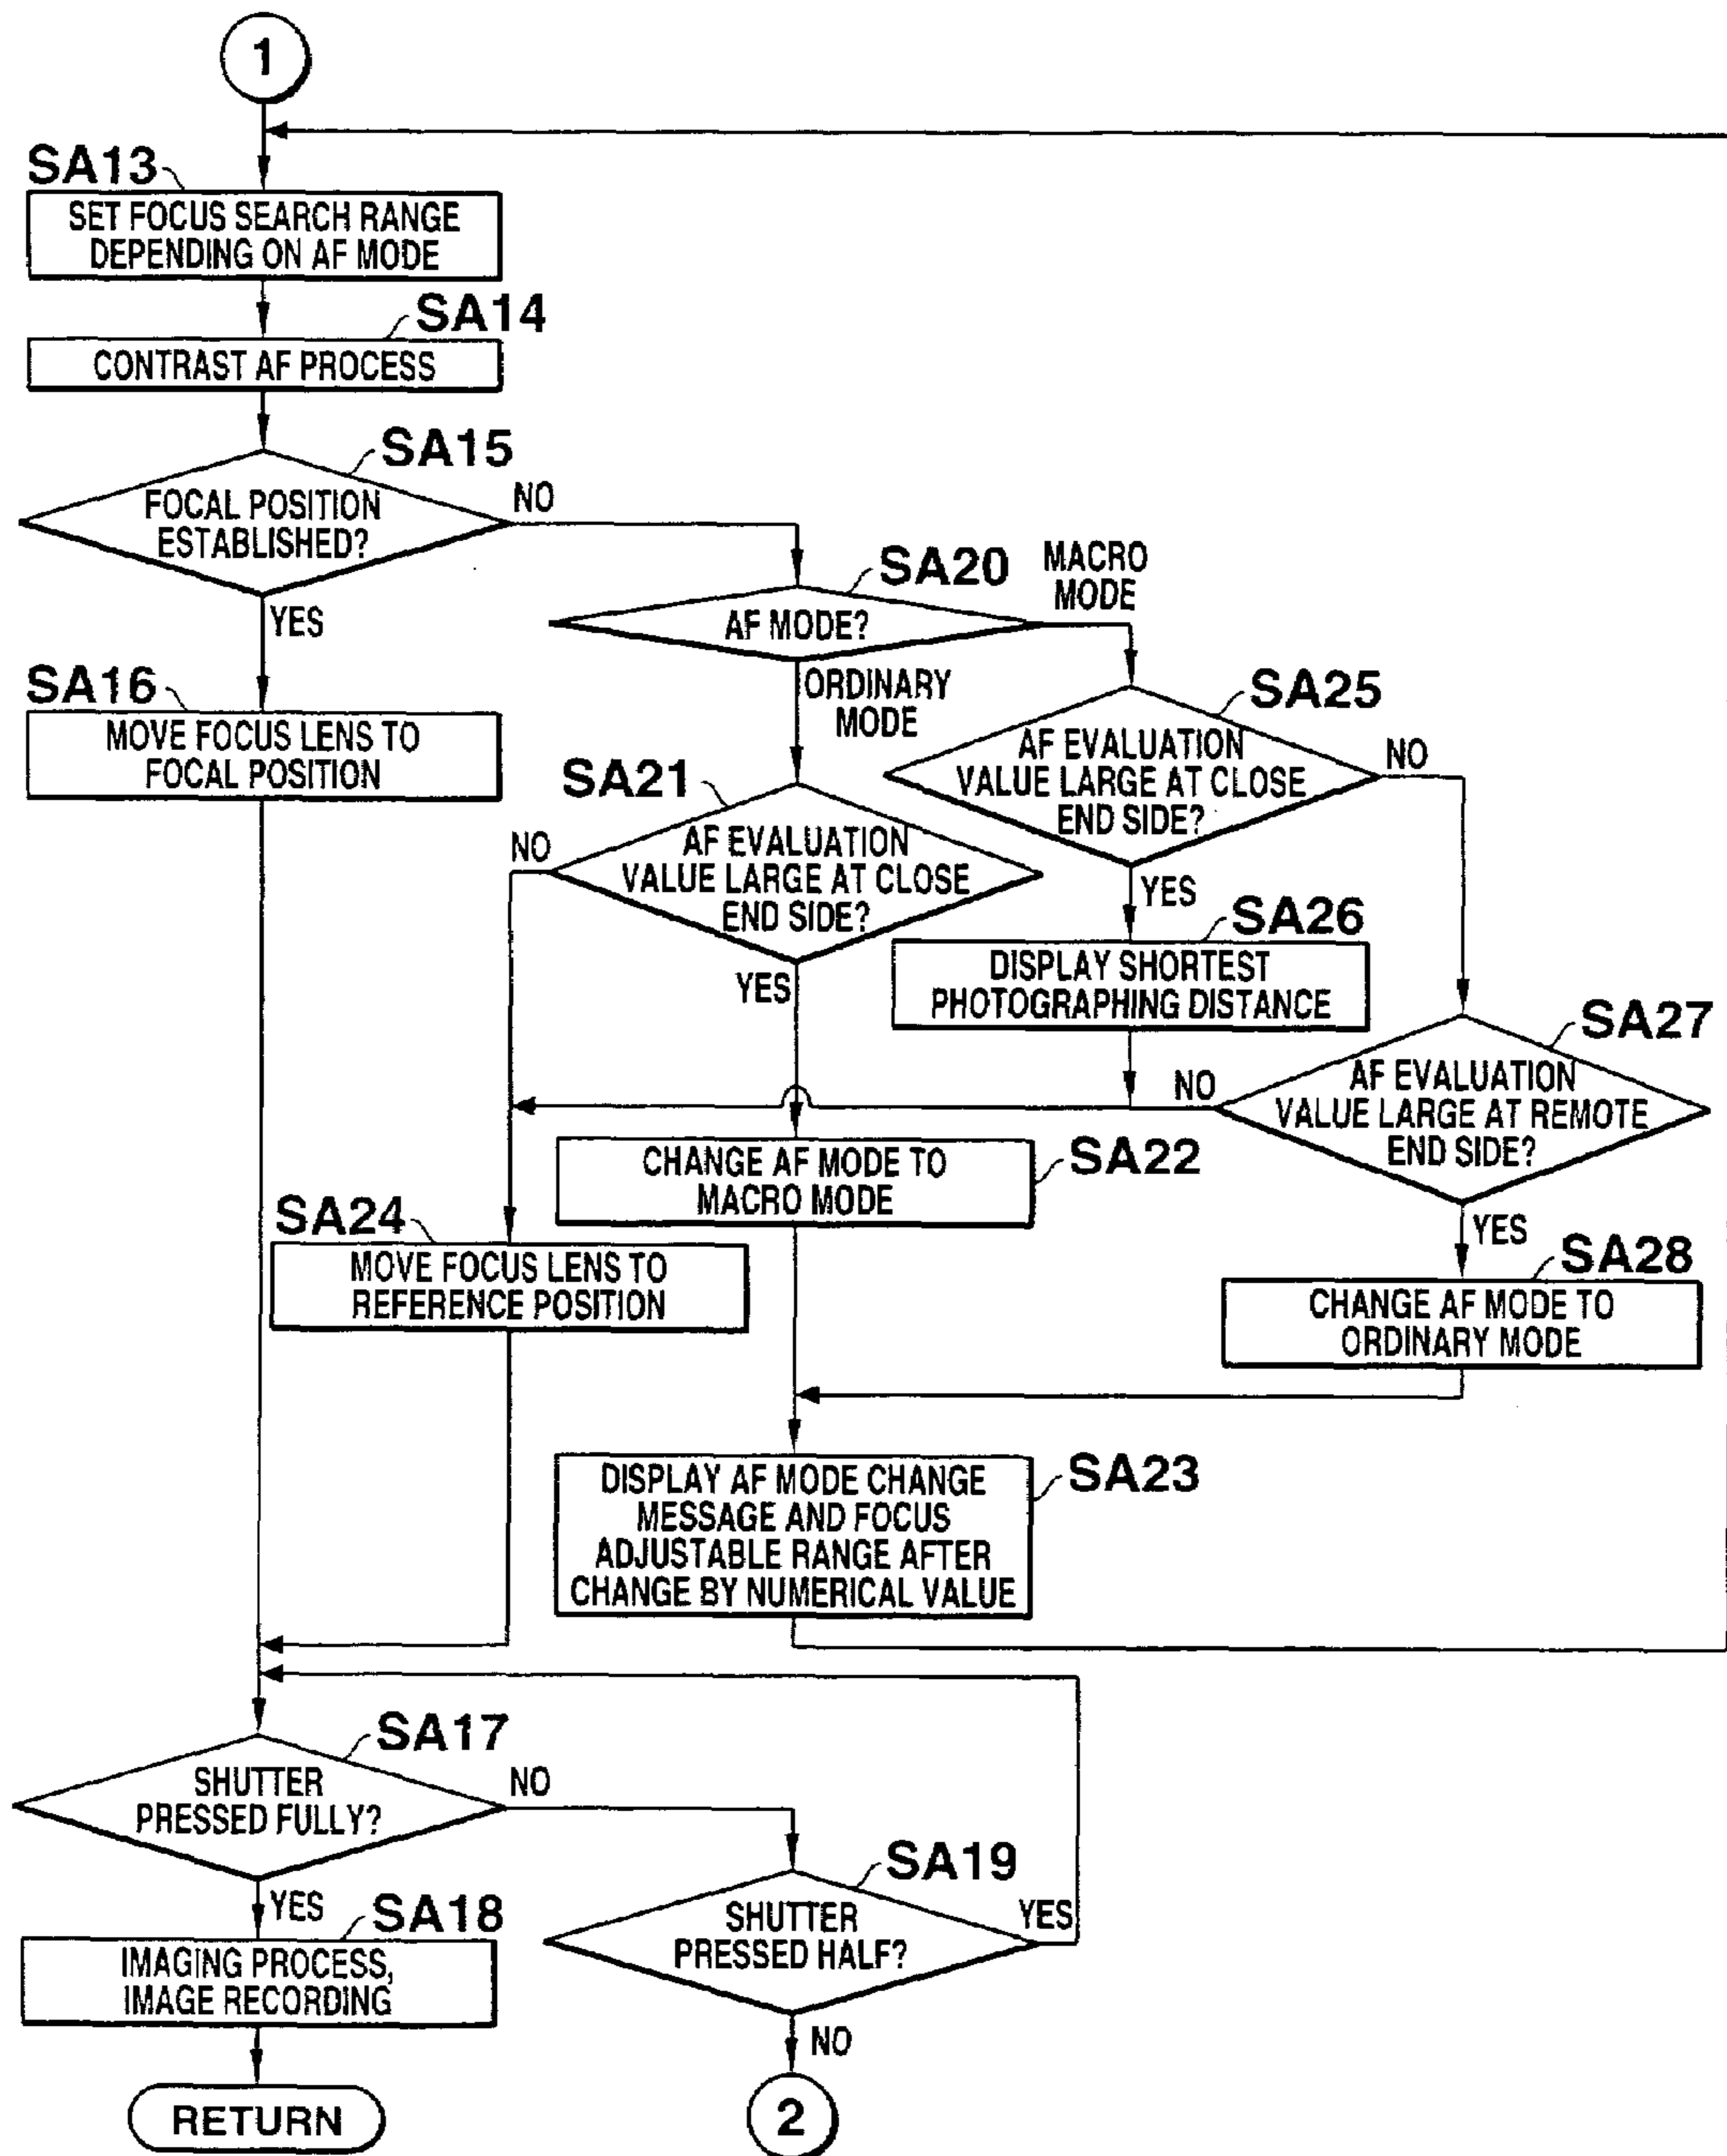 1
SA13
SET FOCUS SEARCH RANGE
DEPENDING ON AF MODE
SA14
CONTRAST AF PROCESS
SA15
FOCAL POSITION
ESTABLISHED?
NO
YES
SA16
MOVE FOCUS LENS TO
FOCAL POSITION
SA20
AF MODE?
MACRO
MODE
ORDINARY
MODE
SA21
AF EVALUATION
VALUE LARGE AT CLOSE
END SIDE?
NO
YES
SA25
AF EVALUATION
VALUE LARGE AT CLOSE
END SIDE?
NO
YES
SA26
DISPLAY SHORTEST
PHOTOGRAPHING DISTANCE
SA27
AF EVALUATION
VALUE LARGE AT REMOTE
END SIDE?
NO
YES
SA22
CHANGE AF MODE TO
MACRO MODE
SA24
MOVE FOCUS LENS TO
REFERENCE POSITION
SA28
CHANGE AF MODE TO
ORDINARY MODE
SA23
DISPLAY AF MODE CHANGE
MESSAGE AND FOCUS
ADJUSTABLE RANGE AFTER
CHANGE BY NUMERICAL VALUE
SA17
SHUTTER
PRESSED FULLY?
NO
YES
SA18
IMAGING PROCESS,
IMAGE RECORDING
SA19
SHUTTER
PRESSED HALF?
YES
NO
RETURN
2